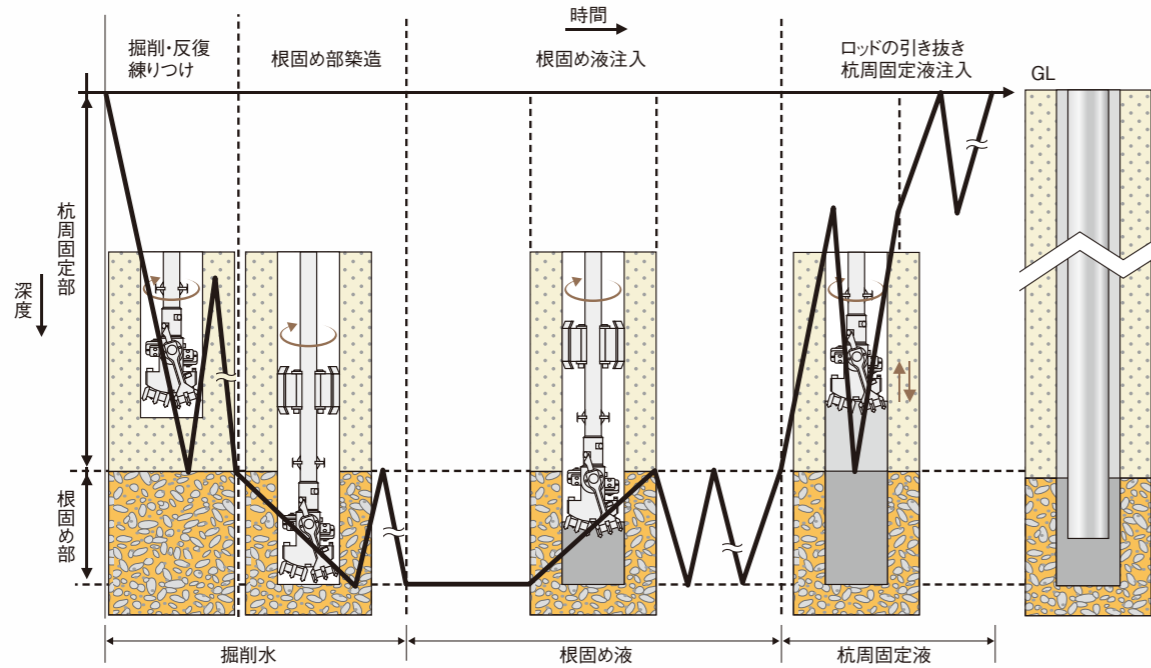 時間
掘削・反復
練りつけ
根固め部築造
根固め液注入
ロッドの引き抜き
杭周固定液注入
GL
杭周固定部
深度
根固め部
掘削水
根固め液
杭周固定液